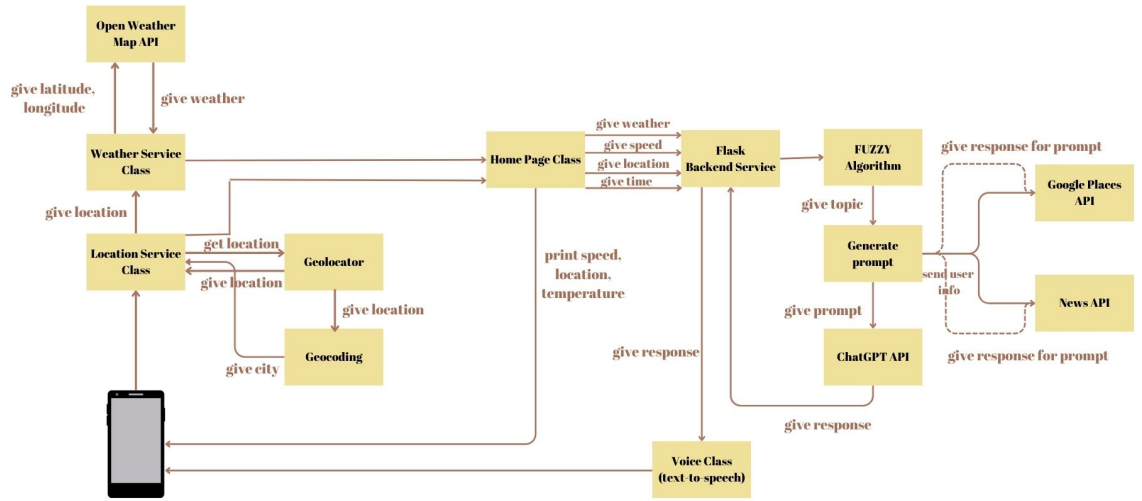 Open Weather
Map API
give latitude,
longitude
give weather
Weather Service
Class
give location
Location Service
Class
get location
give location
Geolocator
give location
Geocoding
give city
Home Page Class
print speed,
location,
temperature
give weather
give speed
give location
give time
Flask
Backend Service
give response
Voice Class
(text-to-speech)
FUZZY
Algorithm
give topic
Generate
prompt
give prompt
ChatGPT API
give response
give response for prompt
Google Places
API
send user
info
News API
give response for prompt